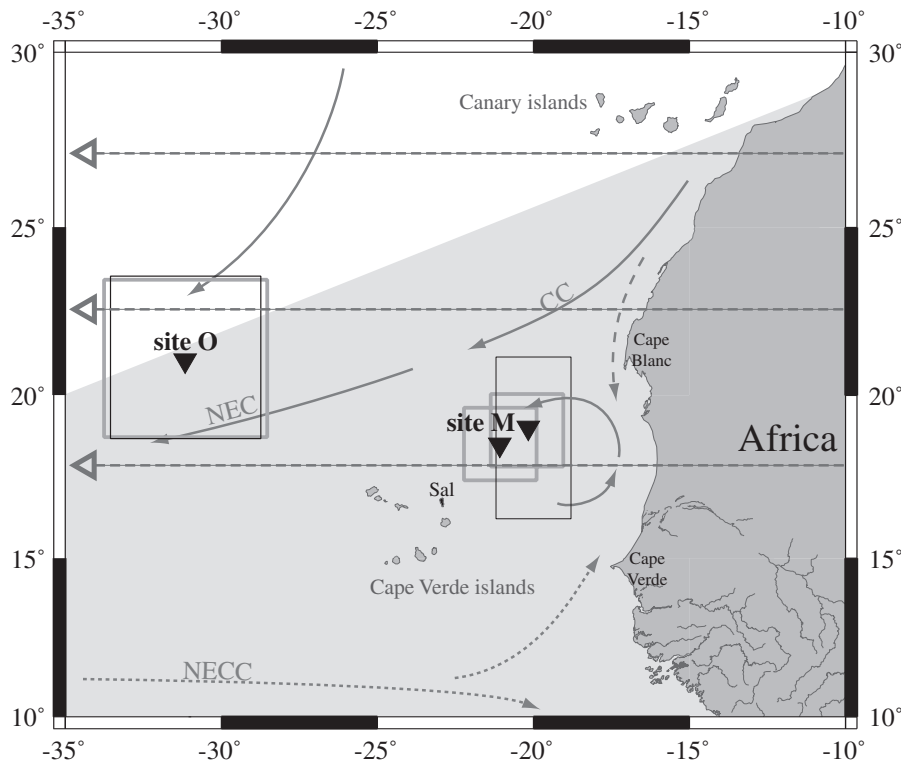 -35˚ -30˚ -25˚ -20˚ -15˚ -10˚
30˚ 30˚
Canary islands
25˚ 25˚
CC
site O
Cape
Blanc
20˚ 20˚
NEC
site M
Africa
Sal
15˚ 15˚
Cape
Verde
Cape Verde islands
NECC
10˚ 10˚
-35˚ -30˚ -25˚ -20˚ -15˚ -10˚